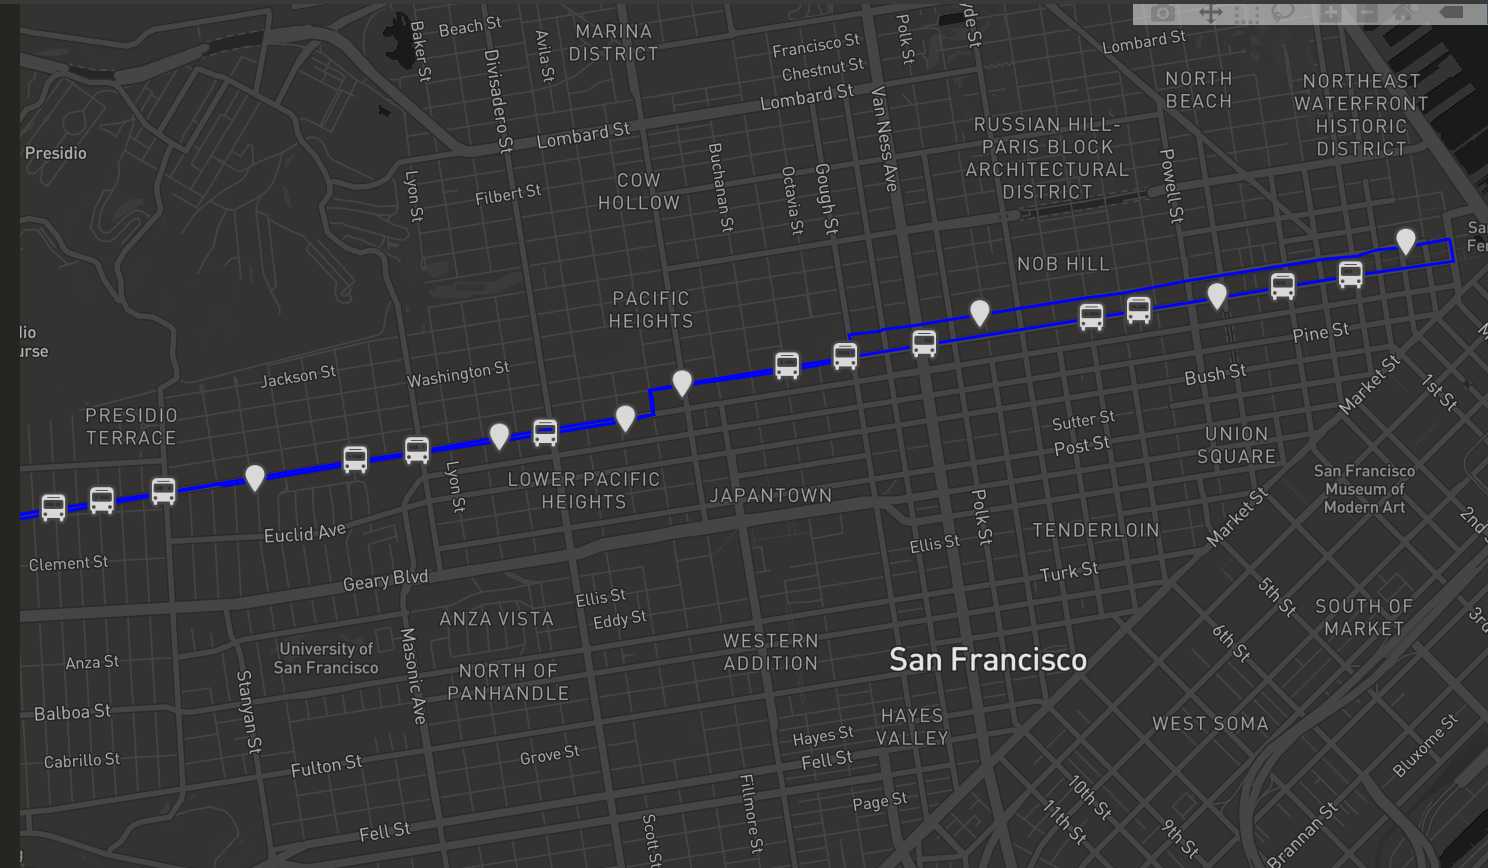 Beach St
Baker St
Divisadero St
Avila St
MARINA
DISTRICT
Francisco St
Chestnut St
Lombard St
Polk St
yde St
Van Ness Ave
Lombard St
NORTH
BEACH
NORTHEAST
WATERFRONT
HISTORIC
DISTRICT
RUSSIAN HILL-
PARIS BLOCK
ARCHITECTURAL
DISTRICT
Powell St
Presidio
Lombard St
Lyon St
Filbert St
COW
HOLLOW
Buchanan St
Octavia St
Gough St
NOB HILL
Sa
Fe
PACIFIC
HEIGHTS
dio
urse
Pine St
Jackson St
Washington St
Bush St
Market St
1st St
PRESIDIO
TERRACE
Sutter St
Post St
UNION
SQUARE
Lyon St
LOWER PACIFIC
HEIGHTS
JAPANTOWN
San Francisco
Museum of
Modern Art
Market St
2nd
Polk St
Euclid Ave
TENDERLOIN
Ellis St
Clement St
Geary Blvd
Turk St
5th St
Ellis St
Eddy St
ANZA VISTA
SOUTH OF
MARKET
3rd
6th St
Masonic Ave
University of
San Francisco
WESTERN
ADDITION
San Francisco
Anza St
NORTH OF
PANHANDLE
Stanyan St
Balboa St
HAYES
VALLEY
WEST SOMA
Hayes St
Fell St
Bluxome St
Cabrillo St
Fulton St
Grove St
Fillmore St
Page St
10th St
11th St
9th St
Brannan St
Fell St
Scott St